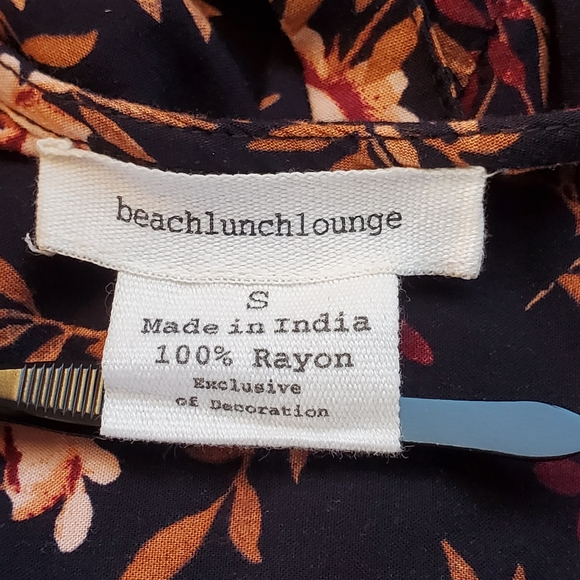 beachlunchlounge
S
Made in India
100% Rayon
Exclusive
of Decoration